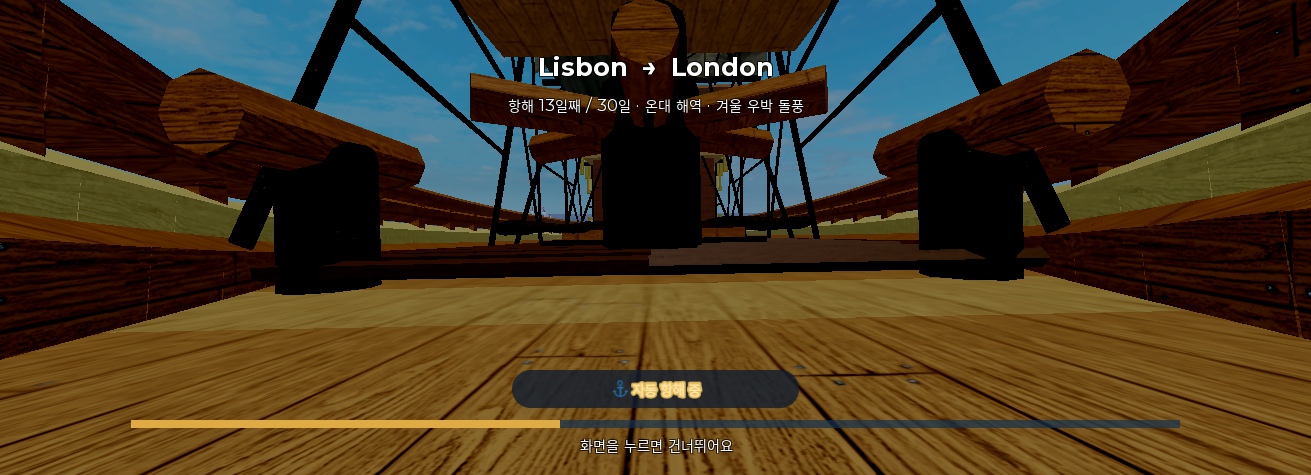 Lisbon → London
항해 13일째 / 30일 · 온대 해역 · 겨울 우박 돌풍
⚓ 자동 항해 중
화면을 누르면 건너뛰어요